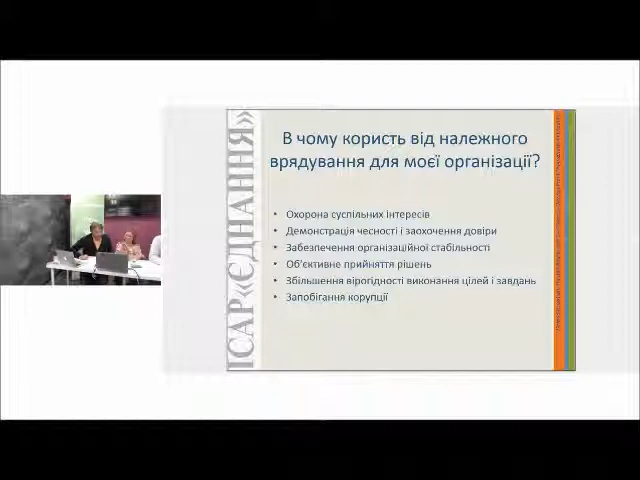 В чому користь від належного
врядування для моєї організації?
• Охорона суспільних інтересів
• Демонстрація чесності і заохочення довіри
• Забезпечення організаційної стабільності
• Об'єктивне прийняття рішень
• Збільшення вірогідності виконання цілей і завдань
• Запобігання корупції
ІСАР«ЄДНАННЯ»